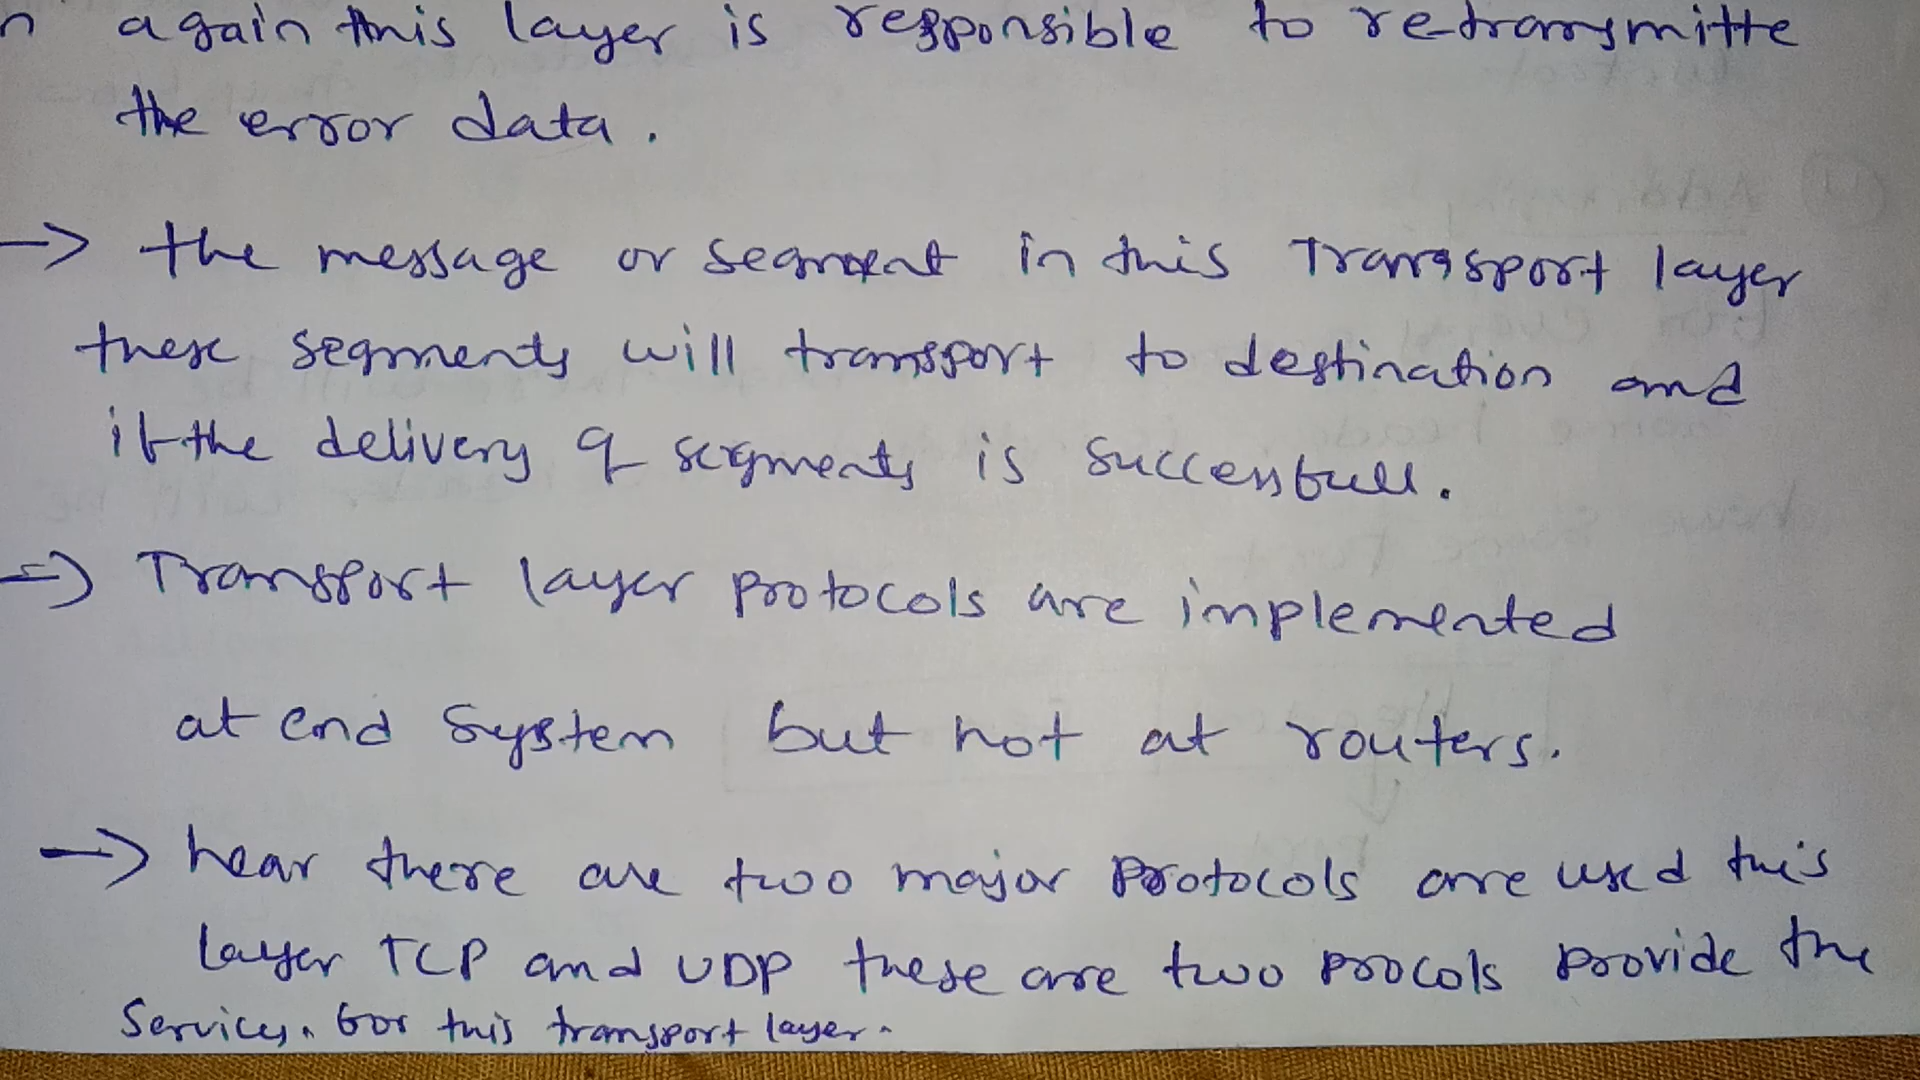 n again this layer is responsible to re-transmitte
the error data.
→ the message or segment in this Transport layer
these segments will transport to destination and
if the delivery of segments is successfull.
⇒ Transport layer protocols are implemented
at end system but not at routers.
→ hear there are two major protocols are used this
layer TCP and UDP these are two procols provide the
services. for this transport layer.